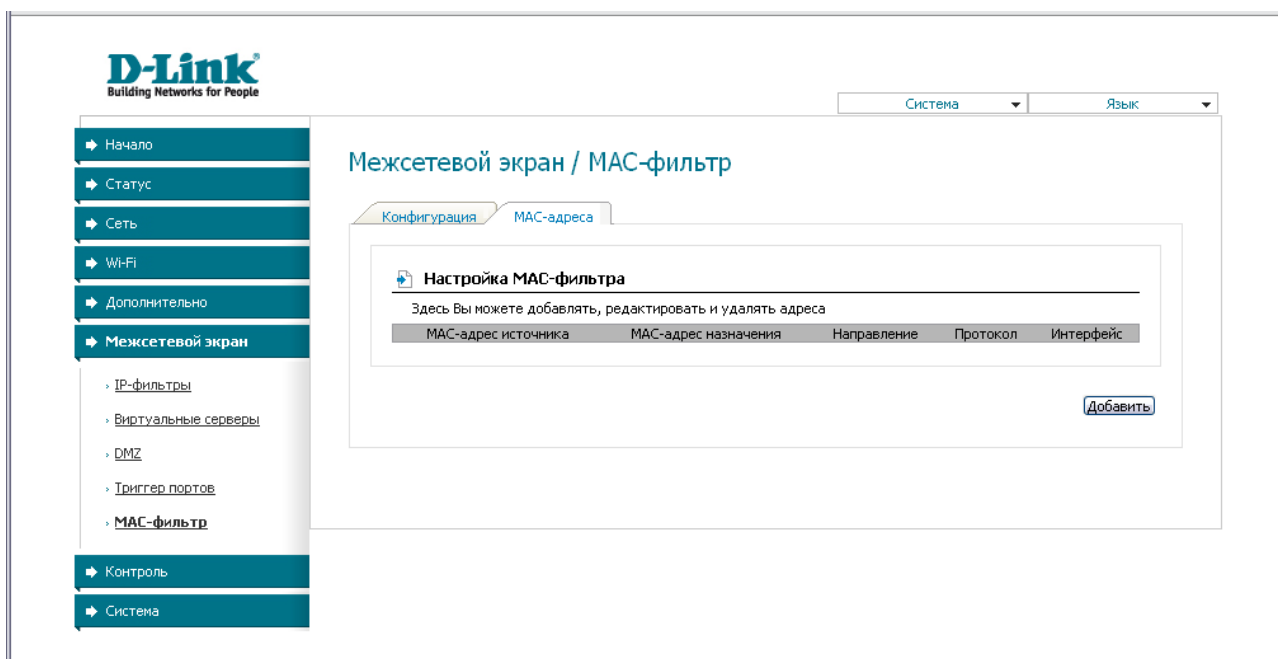 D-Link
Building Networks for People
Система
Язык
Начало
Статус
Сеть
Wi-Fi
Дополнительно
Межсетевой экран
IP-фильтры
Виртуальные серверы
DMZ
Триггер портов
MAC-фильтр
Контроль
Система
Межсетевой экран / MAC-фильтр
Конфигурация
MAC-адреса
Настройка MAC-фильтра
Здесь Вы можете добавлять, редактировать и удалять адреса
MAC-адрес источника MAC-адрес назначения Направление Протокол Интерфейс
Добавить